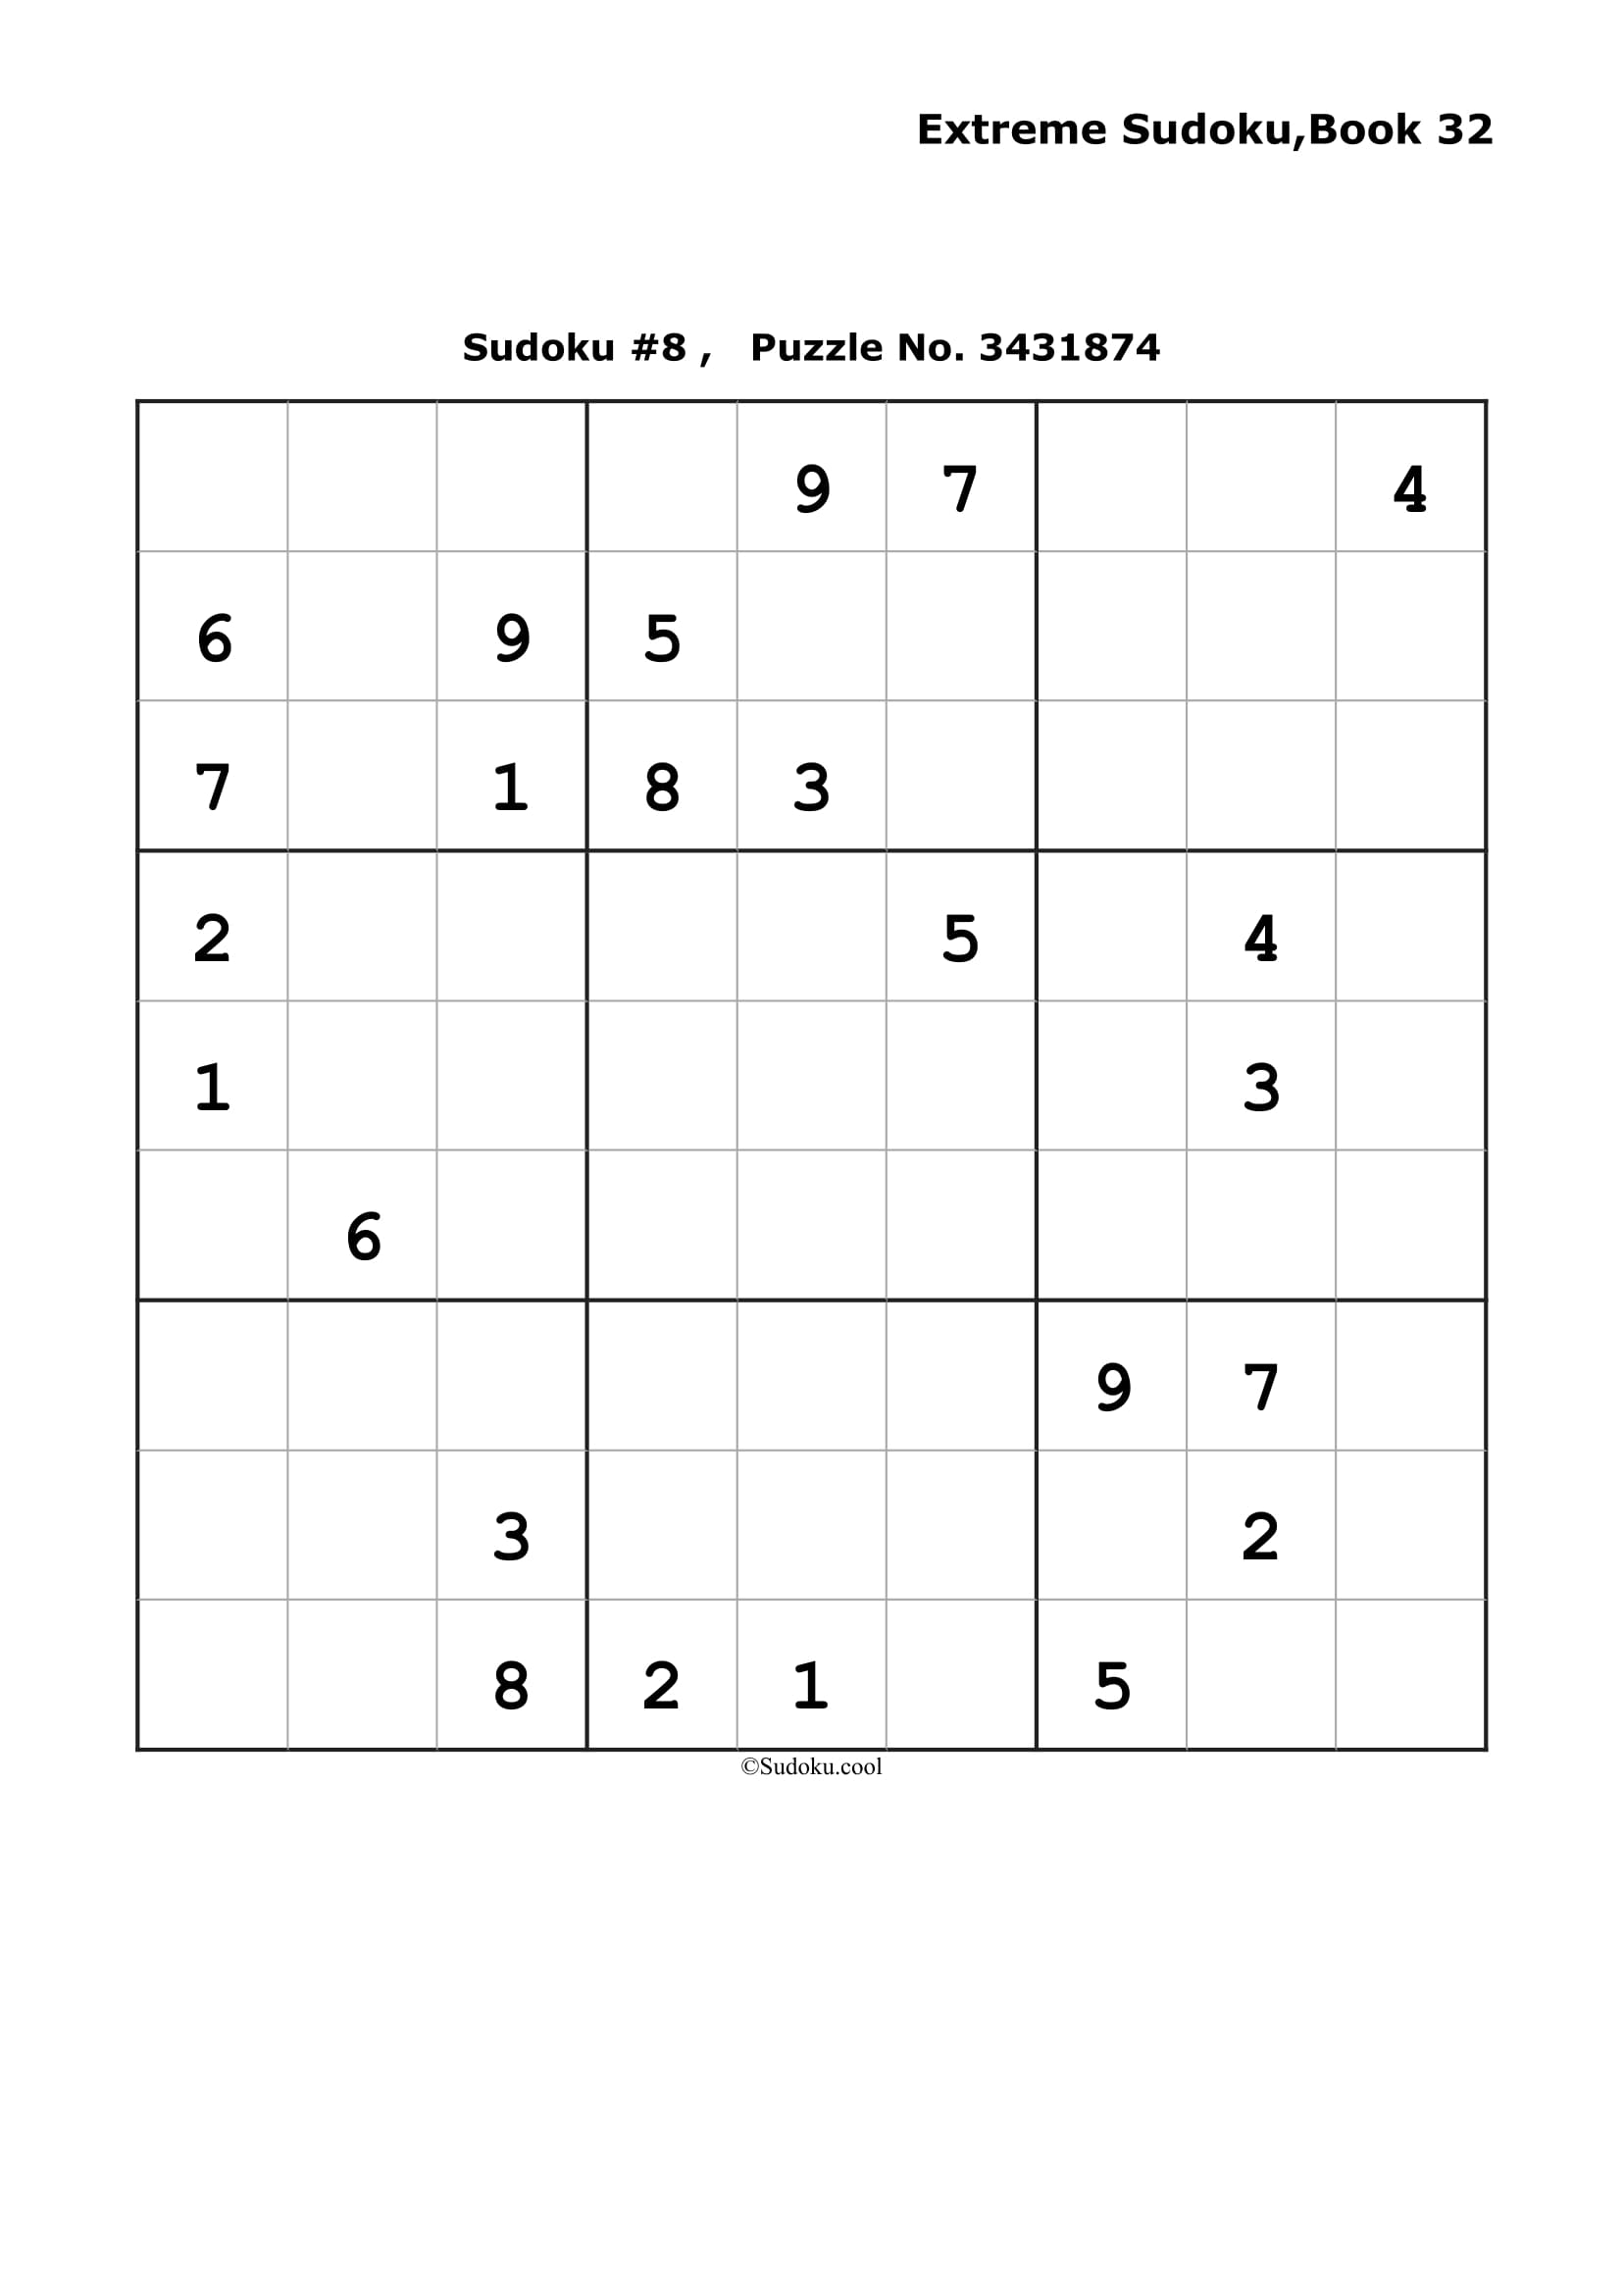 Extreme Sudoku,Book 32
Sudoku #8 ,   Puzzle No. 3431874
9 7 4
6 9 5
7 1 8 3
2 5 4
1 3
6
9 7
3 2
8 2 1 5
©Sudoku.cool